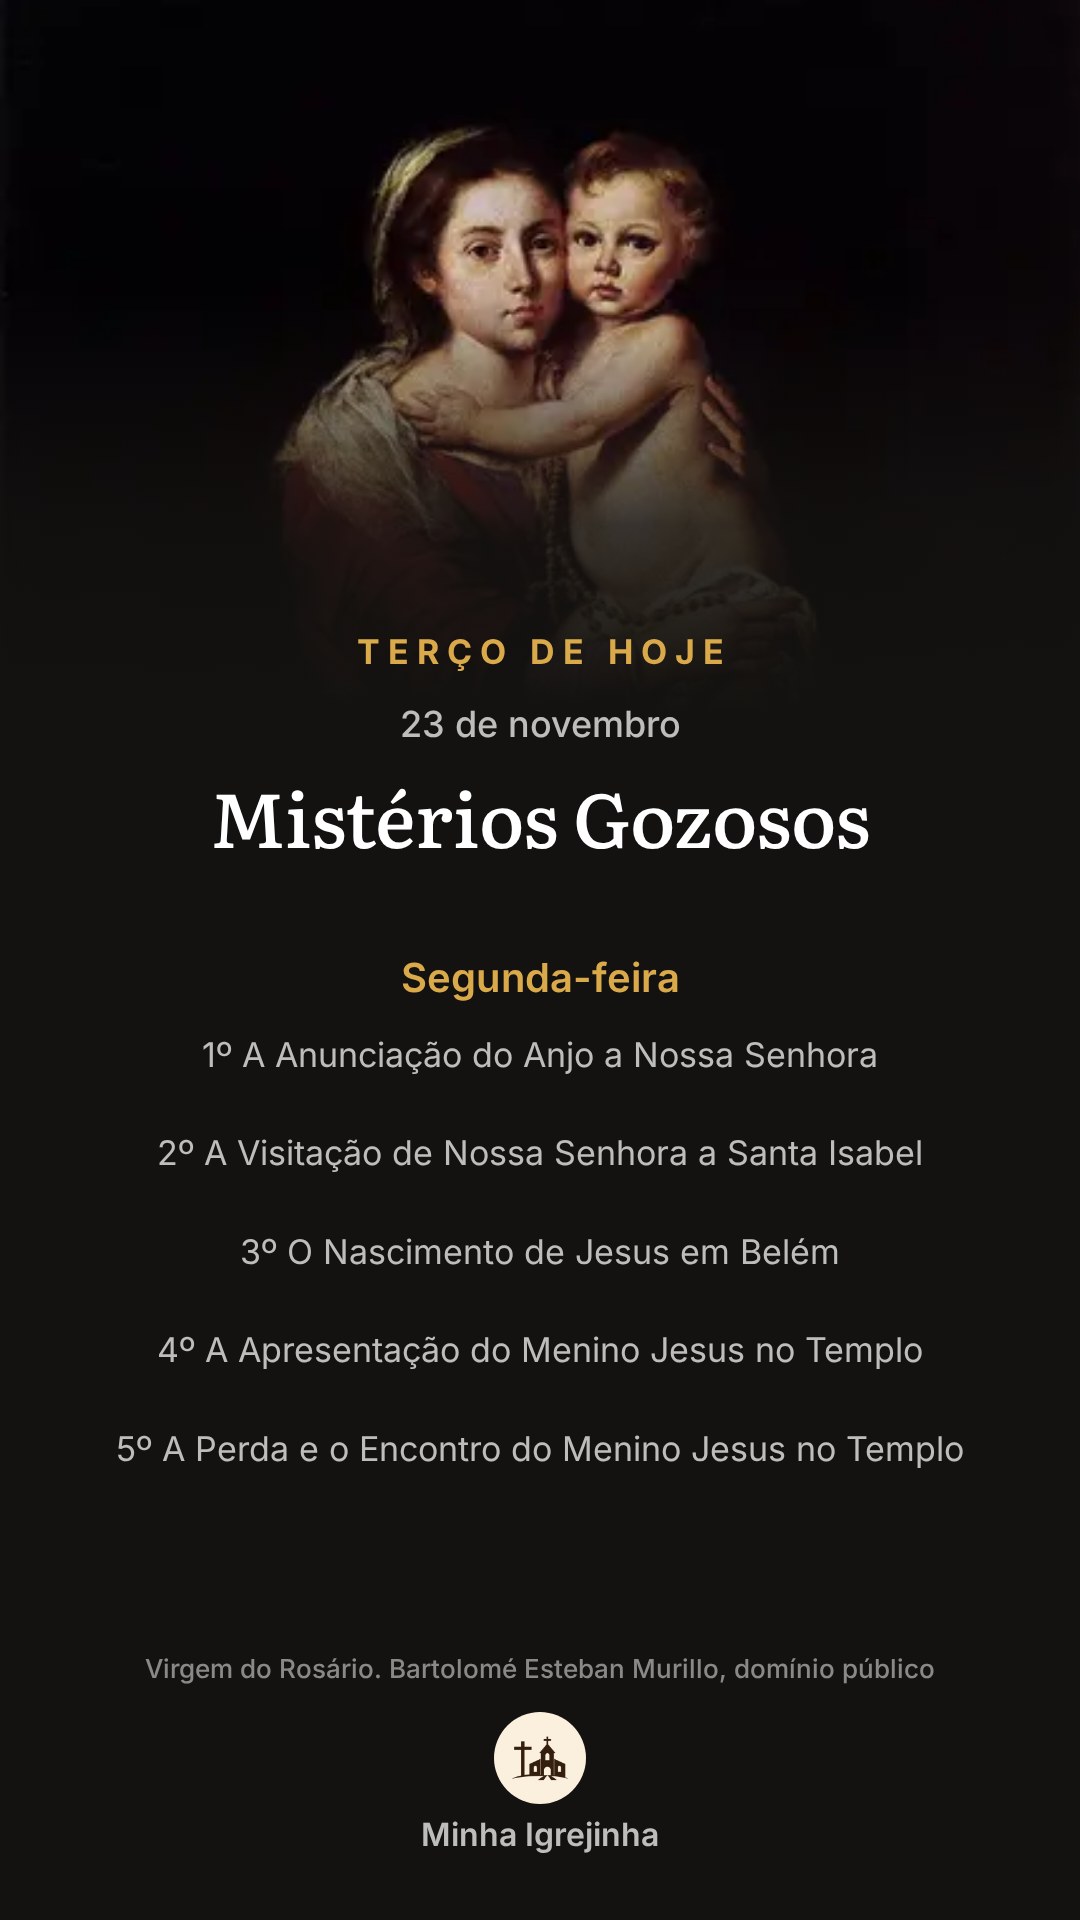 TERÇO DE HOJE
23 de novembro
Mistérios Gozosos
Segunda-feira
1º A Anunciação do Anjo a Nossa Senhora
2º A Visitação de Nossa Senhora a Santa Isabel
3º O Nascimento de Jesus em Belém
4º A Apresentação do Menino Jesus no Templo
5º A Perda e o Encontro do Menino Jesus no Templo
Virgem do Rosário. Bartolomé Esteban Murillo, domínio público
Minha Igrejinha